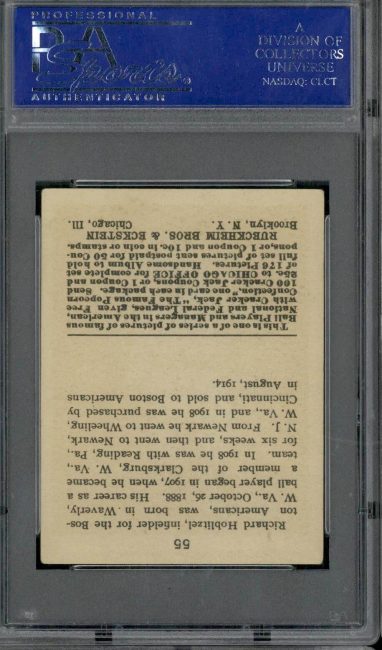 PROFESSIONAL
PSA
Sports
AUTHENTICATOR
A
DIVISION OF
COLLECTORS
UNIVERSE
NASDAQ: CLCT
55
Richard Hoblitzel, infielder for the Bos-
ton Americans, was born in Waverly,
W. Va., October 26, 1888. His career as a
ball player began in 1907, when he became
a member of the Clarksburg, W. Va.,
team. In 1908 he was with Reading, Pa.,
for six weeks, and then went to Newark,
N. J. From Newark he went to Wheeling,
W. Va., and in 1908 he was purchased by
Cincinnati, and sold to Boston Americans
in August, 1914.
This is one of a series of pictures of famous
Ball Players and Managers in the American,
National and Federal Leagues, given Free
with Cracker Jack, "The Famous Popcorn
Confection," one card in each package. Send
100 Cracker Jack Coupons, or 1 Coupon and
25c. to CHICAGO OFFICE for complete set
of 176 Pictures. Handsome Album to hold
full set of pictures sent postpaid for 50 Cou-
pons, or 1 Coupon and 10c. in coin or stamps.
RUECKHEIM BROS. & ECKSTEIN
Brooklyn, N. Y. Chicago, Ill.